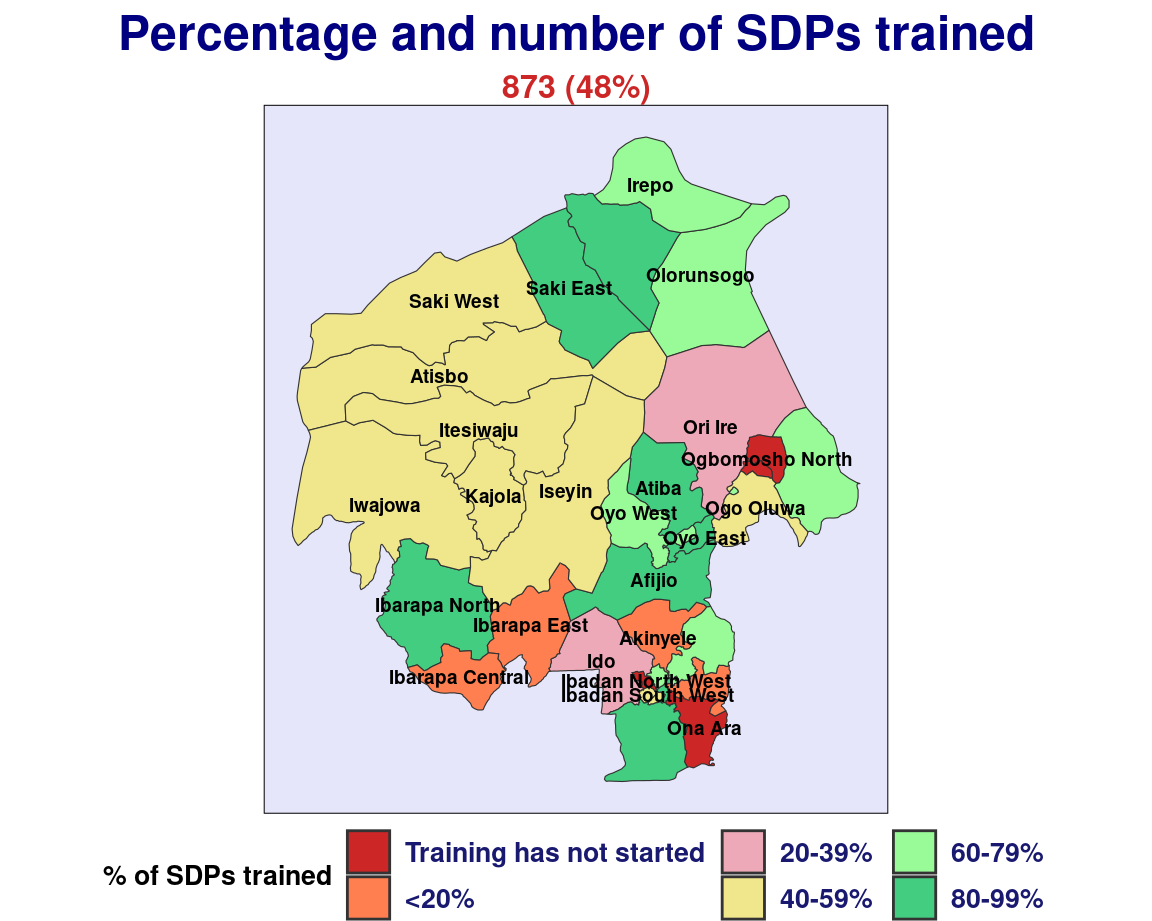 Percentage and number of SDPs trained
873 (48%)
Irepo
Olorunsogo
Saki East
Saki West
Atisbo
Ori Ire
Itesiwaju
Ogbomosho North
Atiba
Iseyin
Kajola
Iwajowa
Ogo Oluwa
Oyo West
Oyo East
Afijio
Ibarapa North
Ibarapa East
Akinyele
Ido
Ibarapa Central
Ibadan North West
Ibadan South West
Ona Ara
% of SDPs trained
Training has not started
<20%
20-39%
40-59%
60-79%
80-99%